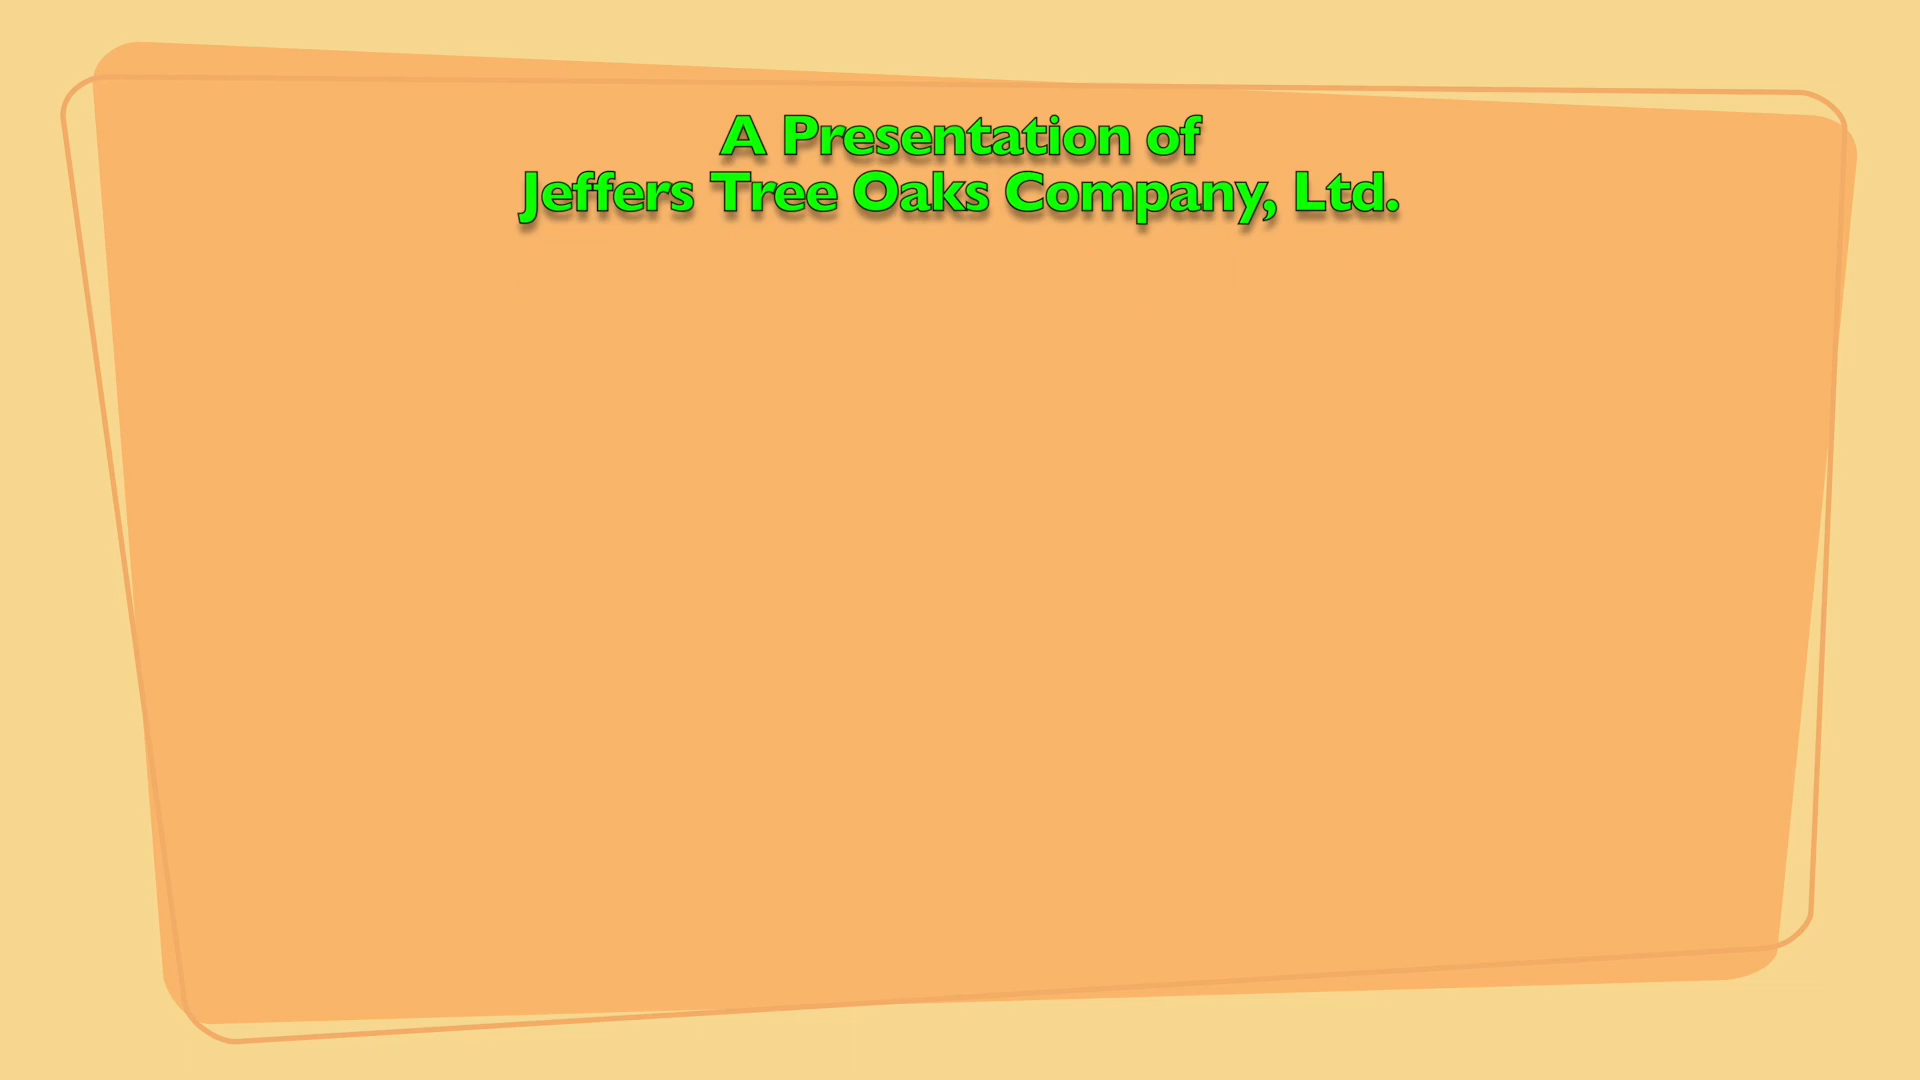 A Presentation of
Jeffers Tree Oaks Company, Ltd.